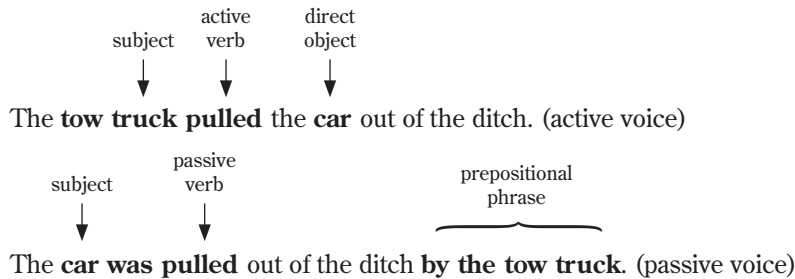 active direct
subject verb object
The tow truck pulled the car out of the ditch. (active voice)
passive prepositional
subject verb phrase
The car was pulled out of the ditch by the tow truck. (passive voice)